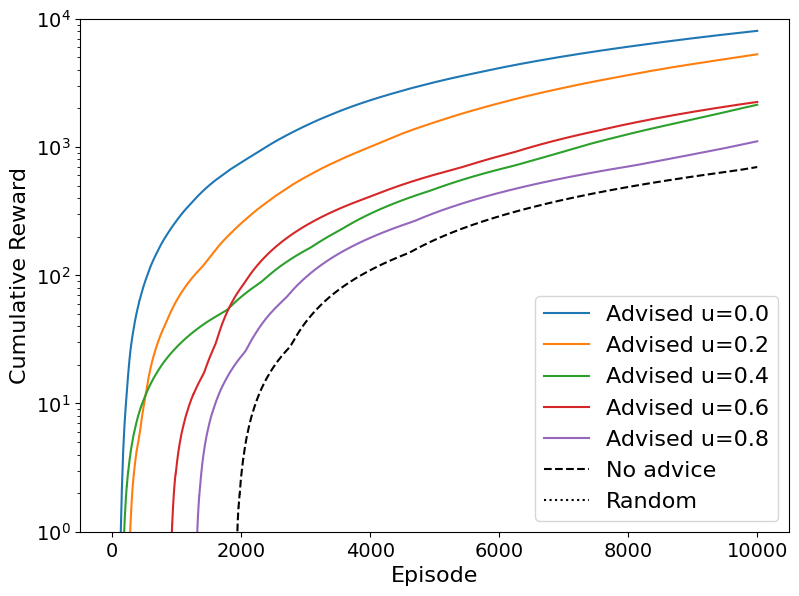 10^4
10^3
10^2
10^1
10^0
Cumulative Reward
0 2000 4000 6000 8000 10000
Episode
Advised u=0.0
Advised u=0.2
Advised u=0.4
Advised u=0.6
Advised u=0.8
No advice
Random